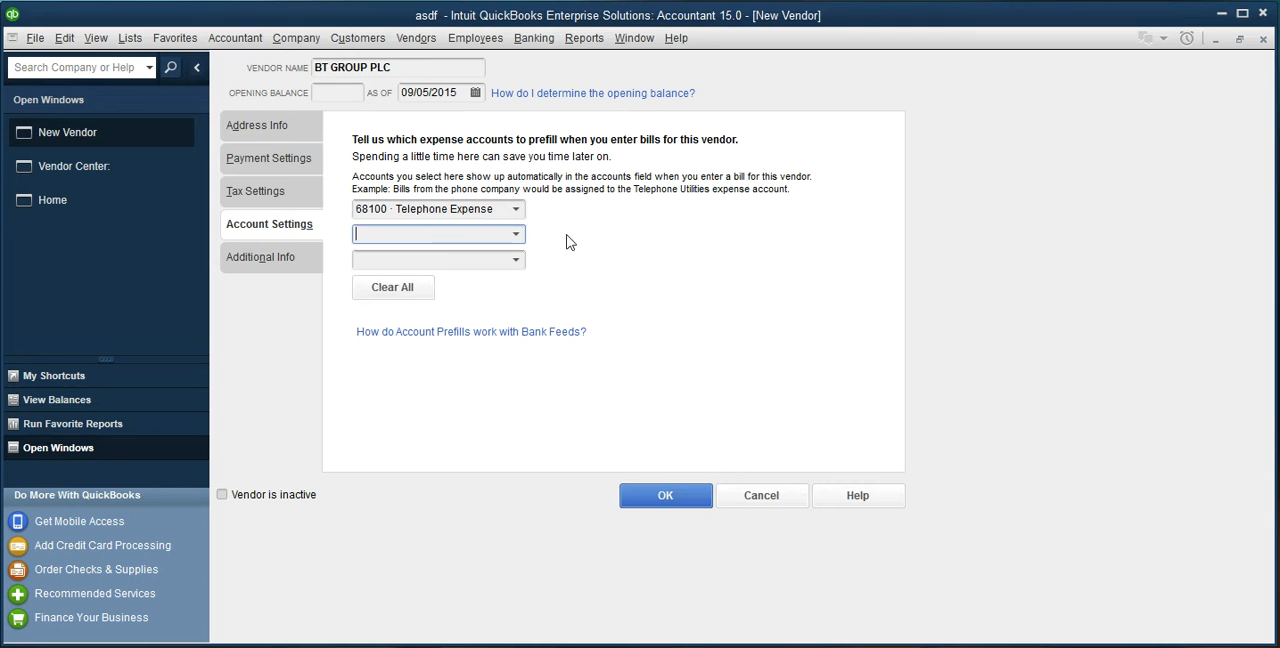 qb
asdf - Intuit QuickBooks Enterprise Solutions: Accountant 15.0 - [New Vendor]
File Edit View Lists Favorites Accountant Company Customers Vendors Employees Banking Reports Window Help
Search Company or Help
VENDOR NAME BT GROUP PLC
OPENING BALANCE AS OF 09/05/2015 How do I determine the opening balance?
Open Windows
New Vendor
Vendor Center:
Home
Address Info
Payment Settings
Tax Settings
Account Settings
Additional Info
Tell us which expense accounts to prefill when you enter bills for this vendor.
Spending a little time here can save you time later on.
Accounts you select here show up automatically in the accounts field when you enter a bill for this vendor.
Example: Bills from the phone company would be assigned to the Telephone Utilities expense account.
68100 · Telephone Expense
Clear All
How do Account Prefills work with Bank Feeds?
My Shortcuts
View Balances
Run Favorite Reports
Open Windows
Do More With QuickBooks
Get Mobile Access
Add Credit Card Processing
Order Checks & Supplies
Recommended Services
Finance Your Business
Vendor is inactive
OK Cancel Help